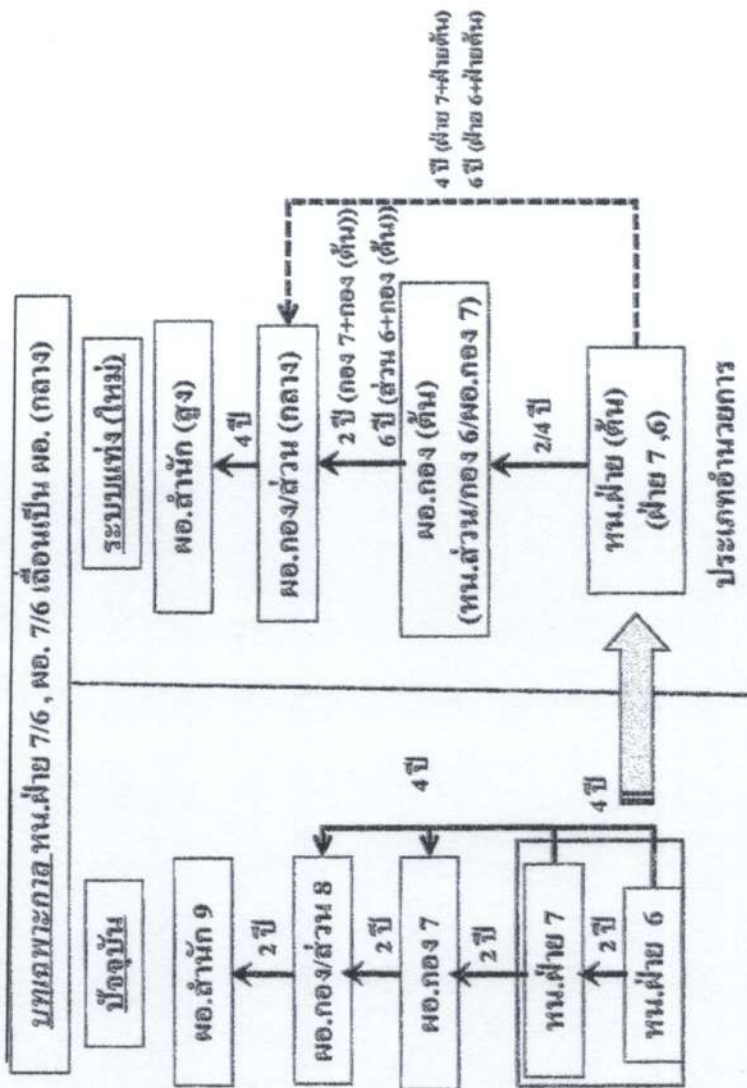 บทเฉพาะกาล หน.ฝ่าย 7/6 , ผอ. 7/6 เลื่อนเป็น ผอ. (กลาง)
ปัจจุบัน
ผอ.สำนัก 9
2 ปี
ผอ.กอง/ส่วน 8
2 ปี
ผอ.กอง 7
2 ปี
หน.ฝ่าย 7
2 ปี
หน.ฝ่าย 6
4 ปี
4 ปี
ระบบแท่ง (ใหม่)
ผอ.สำนัก (สูง)
4 ปี
ผอ.กอง/ส่วน (กลาง)
2 ปี (กอง 7+กอง (ต้น))
6 ปี (ส่วน 6+กอง (ต้น))
ผอ.กอง (ต้น)
(หน.ส่วน/กอง 6/ผอ.กอง 7)
2/4 ปี
หน.ฝ่าย (ต้น)
(ฝ่าย 7 ,6)
4 ปี (ฝ่าย 7+ฝ่ายต้น)
6 ปี (ฝ่าย 6+ฝ่ายต้น)
ประเภทอำนวยการ